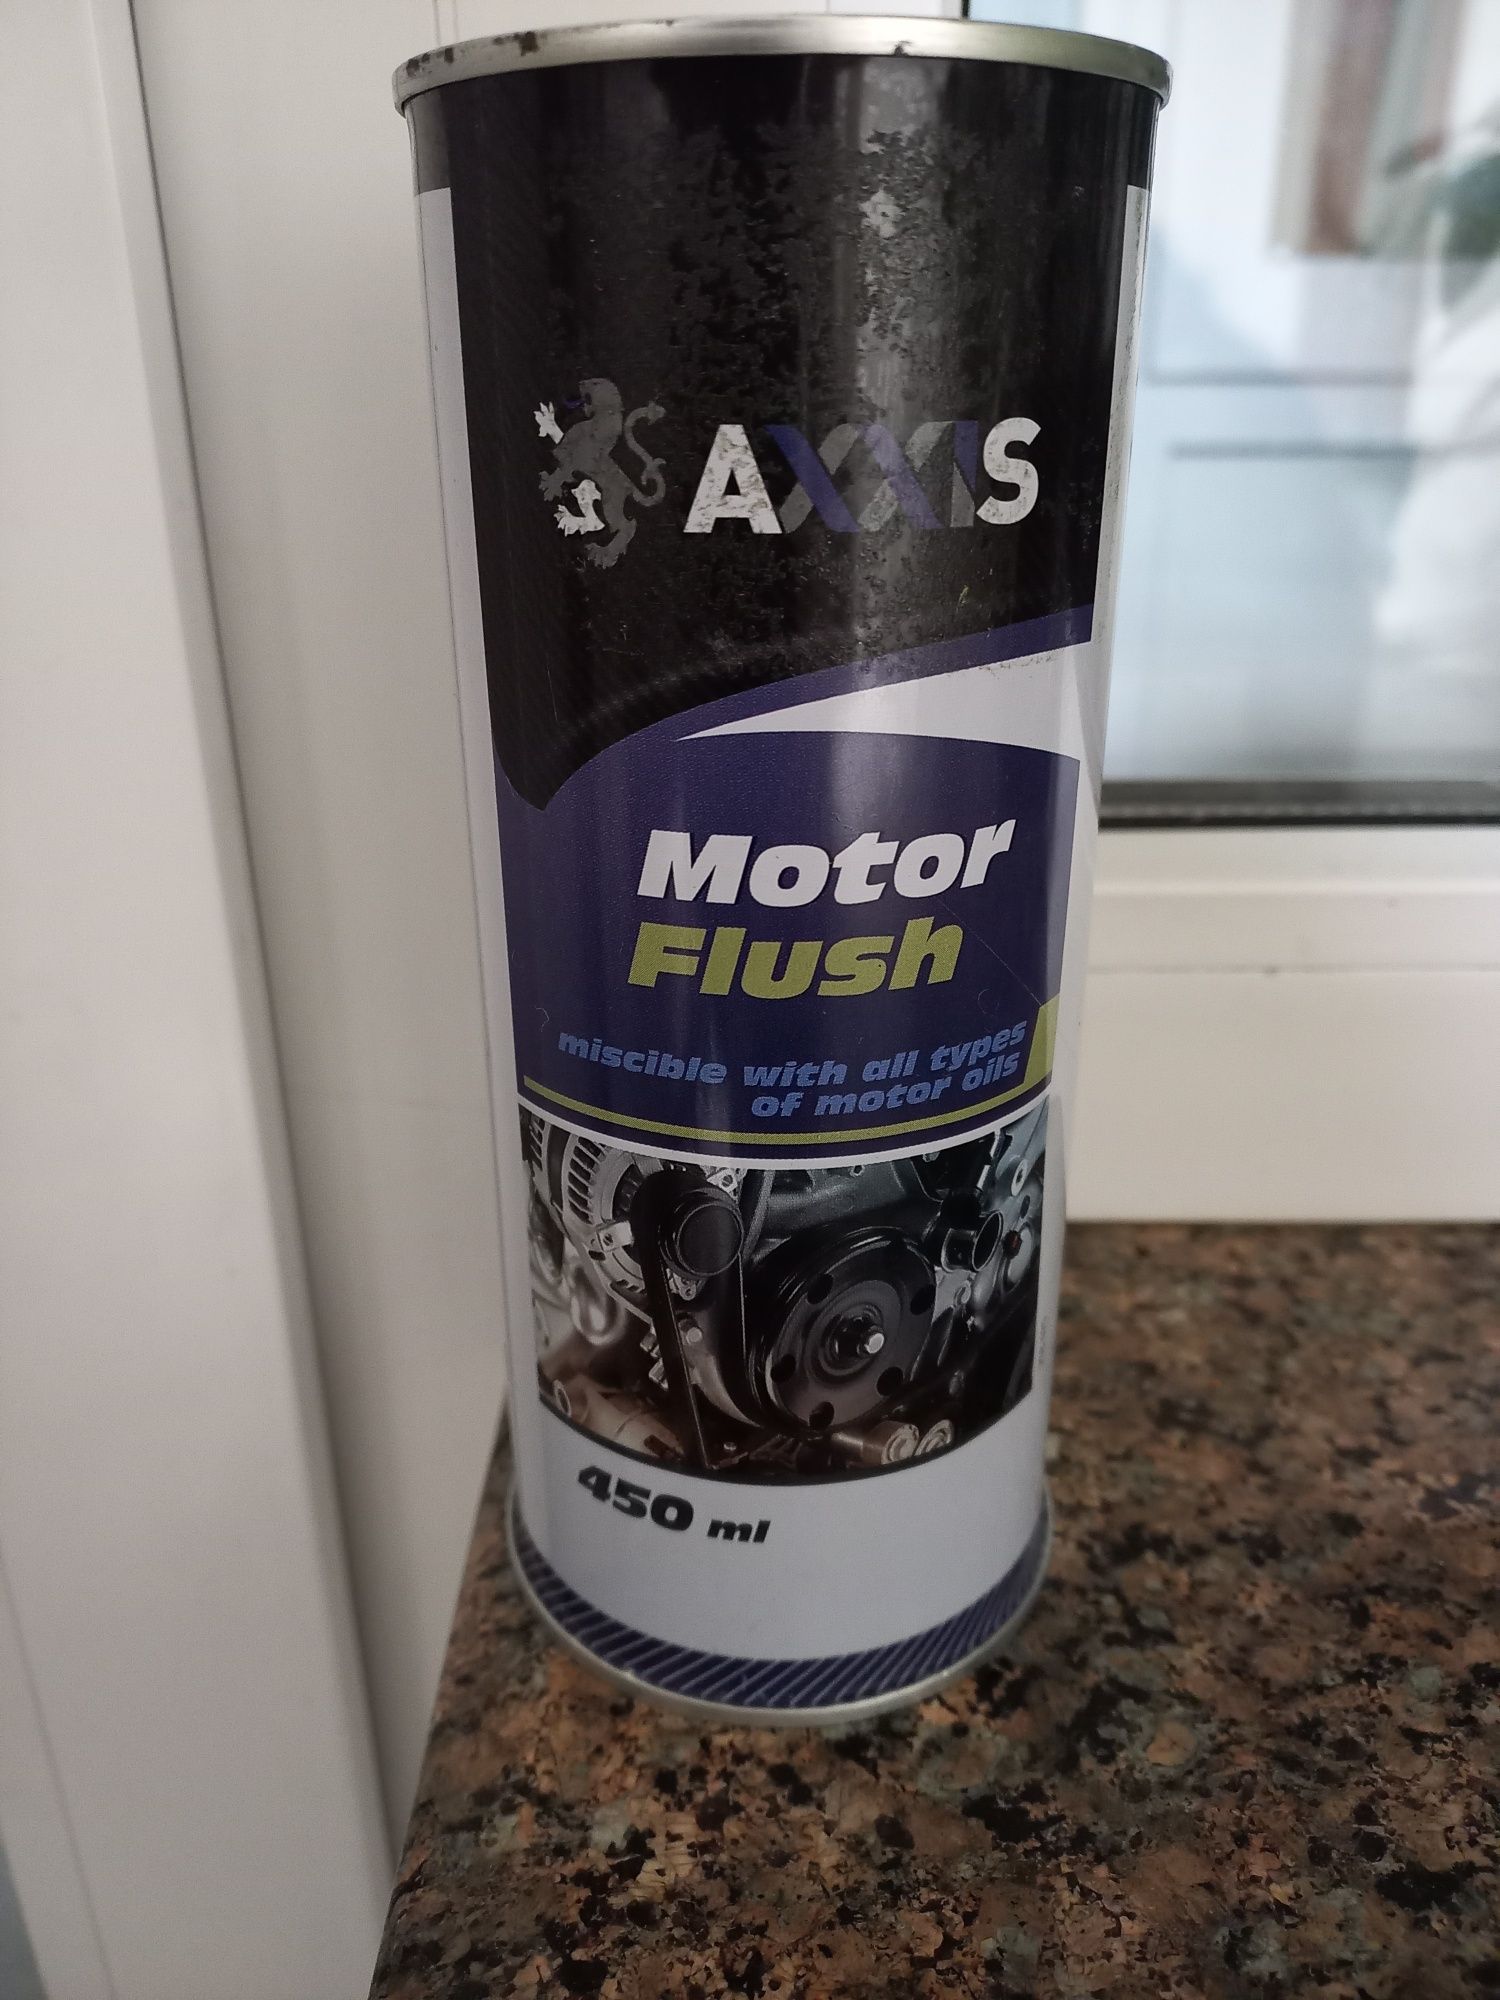 AXXIS
Motor
Flush
miscible with all types
of motor oils
450 ml